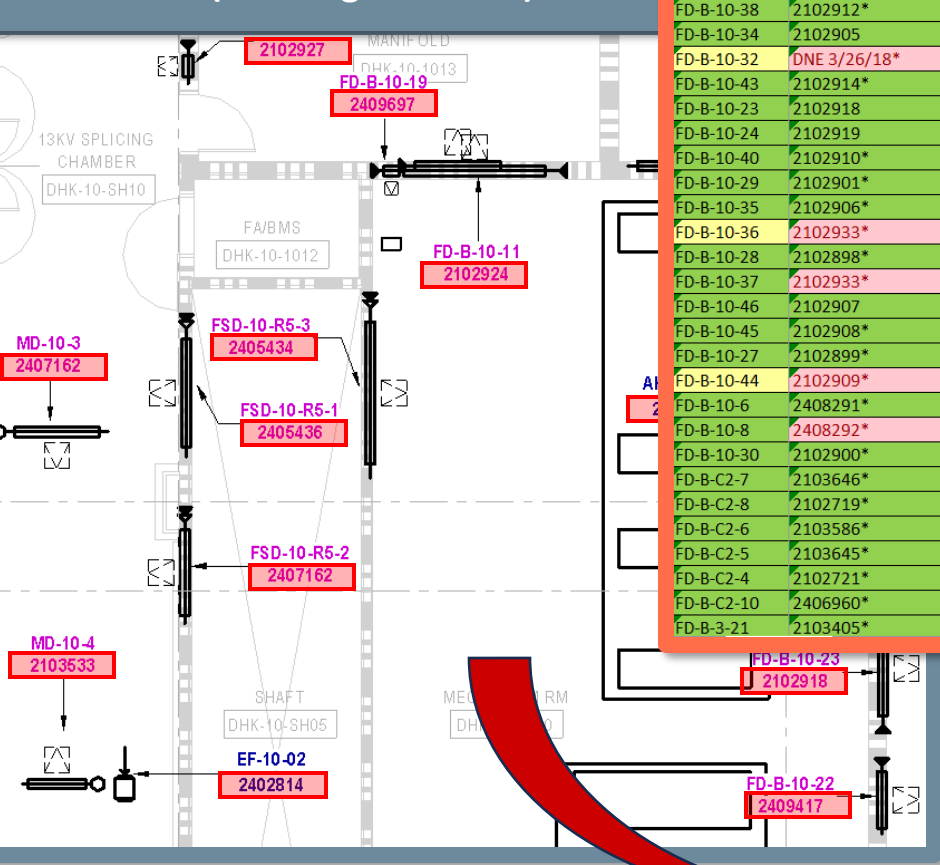 2102927
MANIFOLD
DHK-10-1013
FD-B-10-19
2409697
13KV SPLICING
CHAMBER
DHK-10-SH10
FA/BMS
DHK-10-1012
FD-B-10-11
2102924
MD-10-3
2407162
FSD-10-R5-3
2405434
FSD-10-R5-1
2405436
FSD-10-R5-2
2407162
MD-10-4
2103533
SHAFT
DHK-10-SH05
EF-10-02
2402814
RM
FD-B-10-23
2102918
FD-B-10-22
2409417
FD-B-10-38 2102912*
FD-B-10-34 2102905
FD-B-10-32 DNE 3/26/18*
FD-B-10-43 2102914*
FD-B-10-23 2102918
FD-B-10-24 2102919
FD-B-10-40 2102910*
FD-B-10-29 2102901*
FD-B-10-35 2102906*
FD-B-10-36 2102933*
FD-B-10-28 2102898*
FD-B-10-37 2102933*
FD-B-10-46 2102907
FD-B-10-45 2102908*
FD-B-10-27 2102899*
FD-B-10-44 2102909*
FD-B-10-6 2408291*
FD-B-10-8 2408292*
FD-B-10-30 2102900*
FD-B-C2-7 2103646*
FD-B-C2-8 2102719*
FD-B-C2-6 2103586*
FD-B-C2-5 2103645*
FD-B-C2-4 2102721*
FD-B-C2-10 2406960*
FD-B-3-21 2103405*